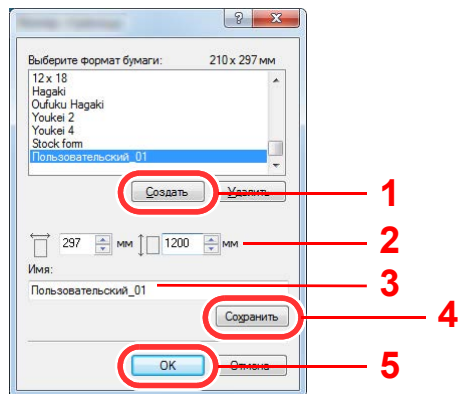 Выберите формат бумаги: 210 x 297 мм
12 x 18
Hagaki
Oufuku Hagaki
Youkei 2
Youkei 4
Stock form
Пользовательский_01
Создать Удалить 1
297 мм 1200 мм 2
Имя:
3
Пользовательский_01
Сохранить 4
OK Отмена 5